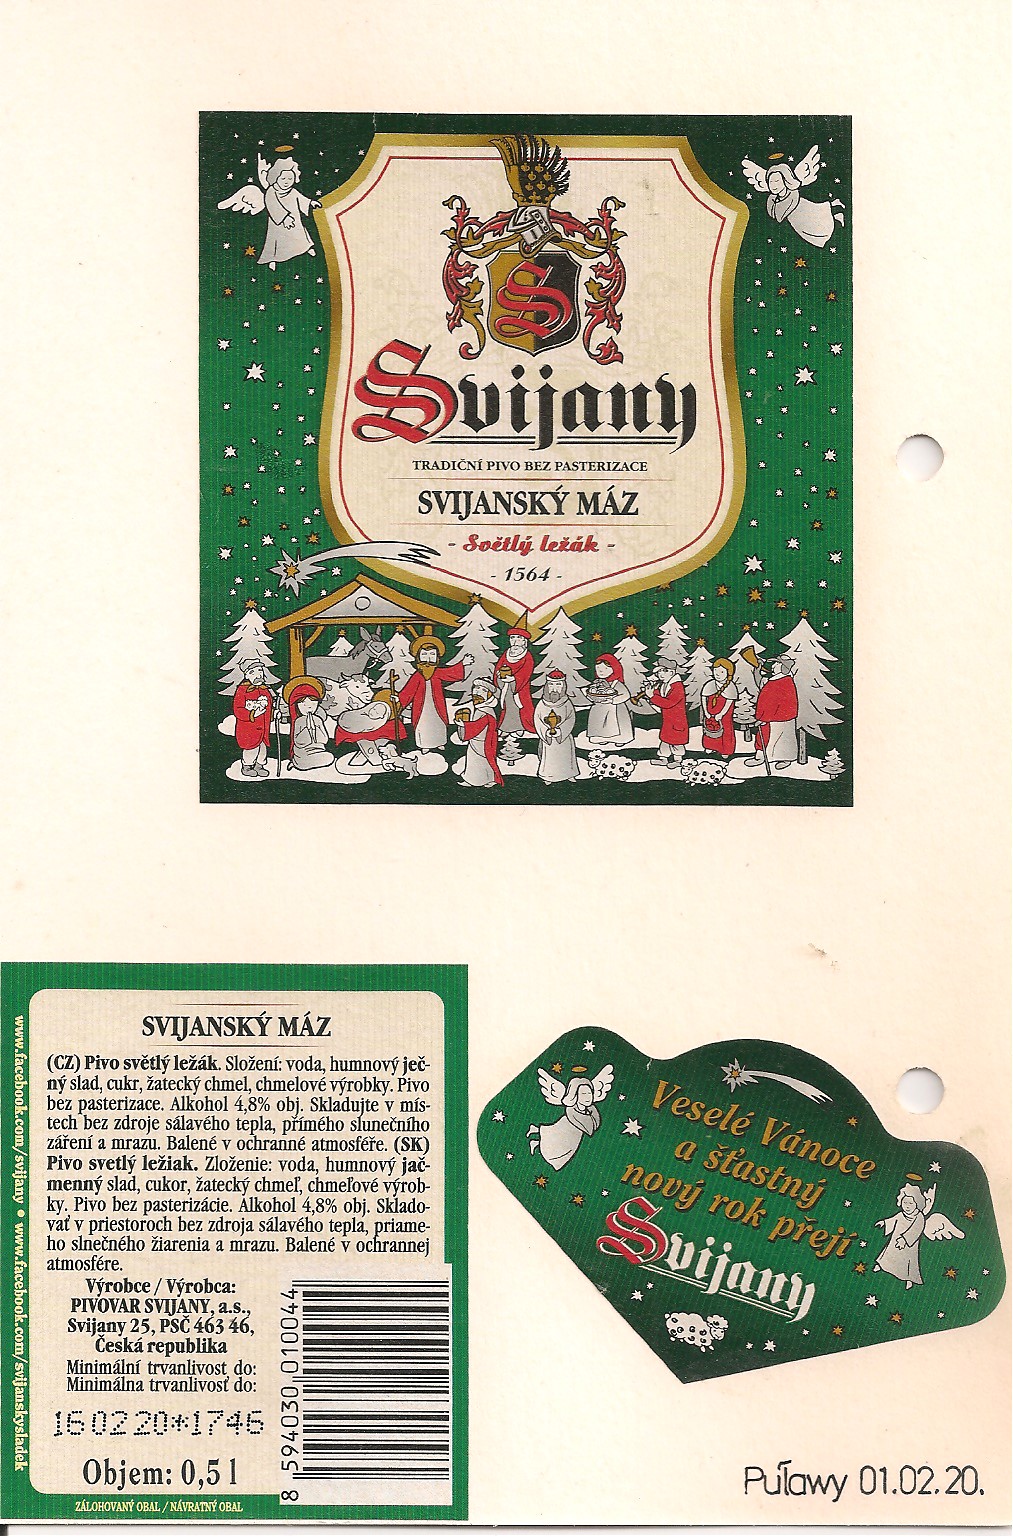 S
Svijany
TRADIČNÍ PIVO BEZ PASTERIZACE
SVIJANSKÝ MÁZ
- Světlý ležák -
- 1564 -
www.facebook.com/svijany • www.facebook.com/svijanskysladek
SVIJANSKÝ MÁZ
(CZ) Pivo světlý ležák. Složení: voda, humnový ječ-
ný slad, cukr, žatecký chmel, chmelové výrobky. Pivo
bez pasterizace. Alkohol 4,8% obj. Skladujte v mís-
tech bez zdroje sálavého tepla, přímého slunečního
záření a mrazu. Balené v ochranné atmosféře. (SK)
Pivo svetlý ležiak. Zloženie: voda, humnový jač-
menný slad, cukor, žatecký chmeľ, chmeľové výrob-
ky. Pivo bez pasterizácie. Alkohol 4,8% obj. Sklado-
vať v priestoroch bez zdroja sálavého tepla, priame-
ho slnečného žiarenia a mrazu. Balené v ochrannej
atmosfére.
Výrobce / Výrobca:
PIVOVAR SVIJANY, a.s.,
Svijany 25, PSČ 463 46,
Česká republika
Minimální trvanlivost do:
Minimálna trvanlivosť do:
16 02 20*1746
Objem: 0,5 l
ZÁLOHOVANÝ OBAL / NÁVRATNÝ OBAL
8 594030 010044
Veselé Vánoce
a šťastný
nový rok přejí
Svijany
Puławy 01.02.20.